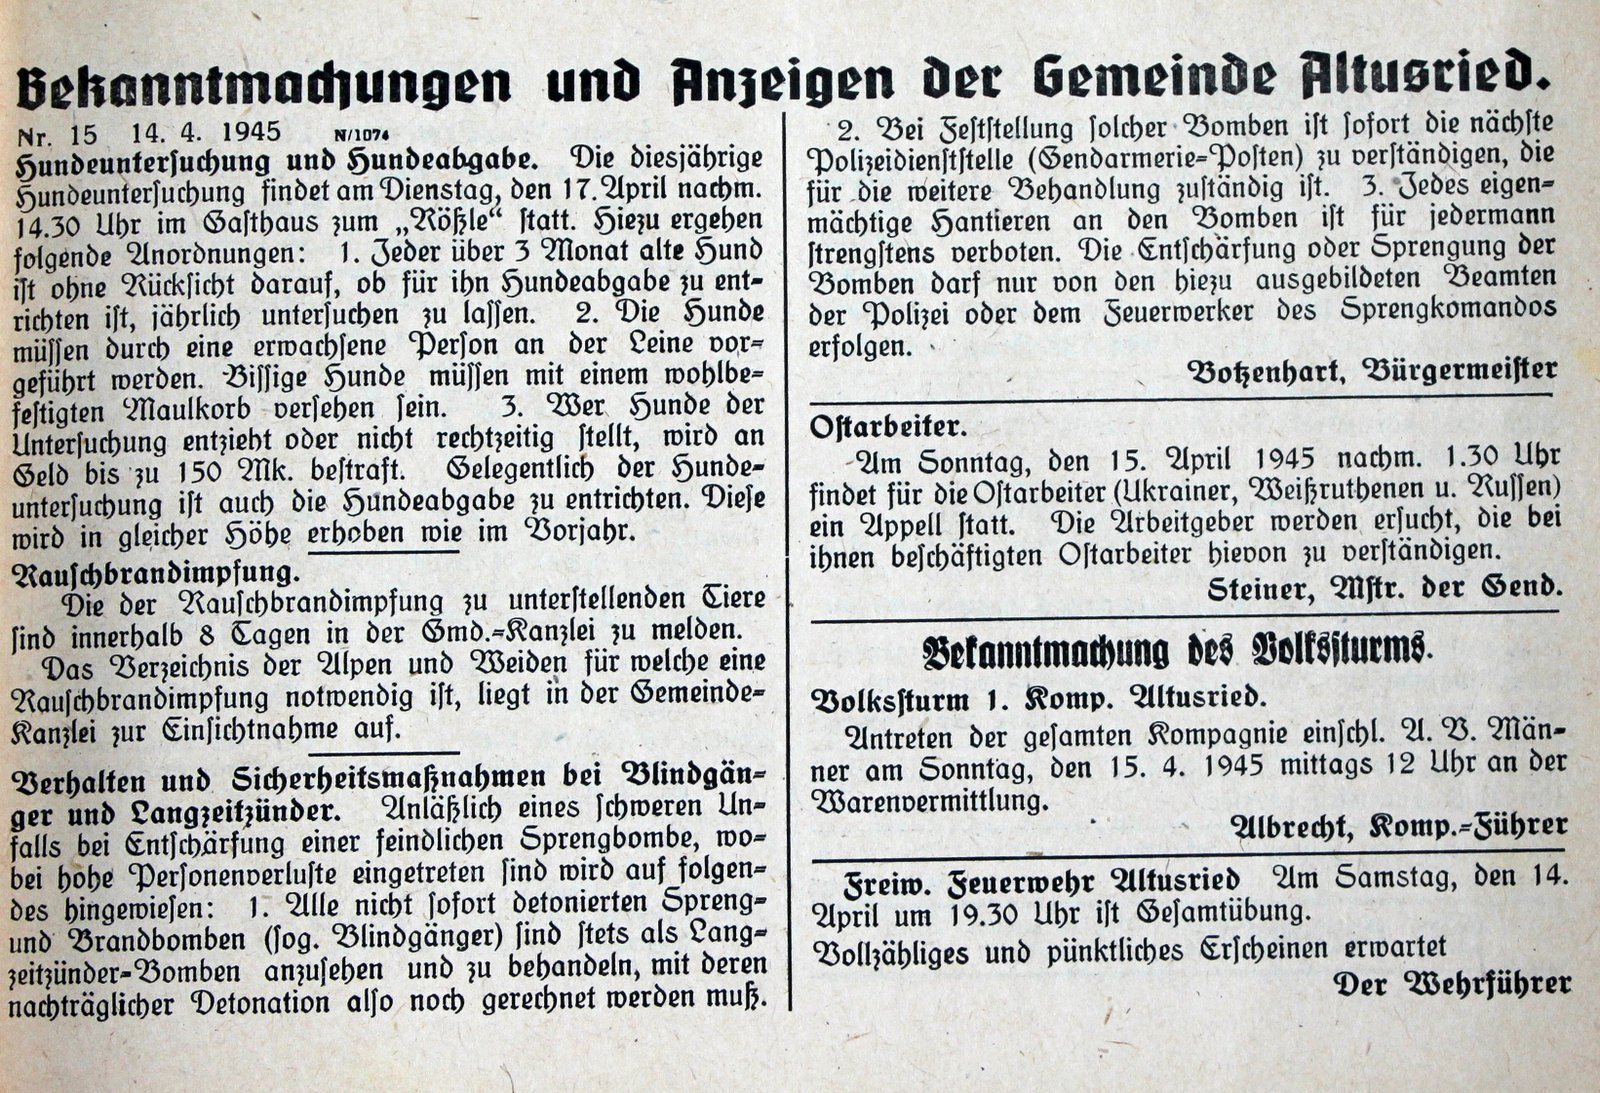 Bekanntmachungen und Anzeigen der Gemeinde Altusried.
Nr. 15 14. 4. 1945 N/1074
Hundeuntersuchung und Hundeabgabe. Die diesjährige
Hundeuntersuchung findet am Dienstag, den 17. April nachm.
14.30 Uhr im Gasthaus zum „Rößle“ statt. Hiezu ergehen
folgende Anordnungen: 1. Jeder über 3 Monat alte Hund
ist ohne Rücksicht darauf, ob für ihn Hundeabgabe zu ent-
richten ist, jährlich untersuchen zu lassen. 2. Die Hunde
müssen durch eine erwachsene Person an der Leine vor-
geführt werden. Bissige Hunde müssen mit einem wohlbe-
festigten Maulkorb versehen sein. 3. Wer Hunde der
Untersuchung entzieht oder nicht rechtzeitig stellt, wird an
Geld bis zu 150 Mk. bestraft. Gelegentlich der Hunde-
untersuchung ist auch die Hundeabgabe zu entrichten. Diese
wird in gleicher Höhe erhoben wie im Vorjahr.
Rauschbrandimpfung.
Die der Rauschbrandimpfung zu unterstellenden Tiere
sind innerhalb 8 Tagen in der Gmd.-Kanzlei zu melden.
Das Verzeichnis der Alpen und Weiden für welche eine
Rauschbrandimpfung notwendig ist, liegt in der Gemeinde-
Kanzlei zur Einsichtnahme auf.
Verhalten und Sicherheitsmaßnahmen bei Blindgän-
ger und Langzeitzünder. Anläßlich eines schweren Un-
falls bei Entschärfung einer feindlichen Sprengbombe, wo-
bei hohe Personenverluste eingetreten sind wird auf folgen-
des hingewiesen: 1. Alle nicht sofort detonierten Spreng-
und Brandbomben (sog. Blindgänger) sind stets als Lang-
zeitzünder-Bomben anzusehen und zu behandeln, mit deren
nachträglicher Detonation also noch gerechnet werden muß.
2. Bei Feststellung solcher Bomben ist sofort die nächste
Polizeidienststelle (Gendarmerie-Posten) zu verständigen, die
für die weitere Behandlung zuständig ist. 3. Jedes eigen-
mächtige Hantieren an den Bomben ist für jedermann
strengstens verboten. Die Entschärfung oder Sprengung der
Bomben darf nur von den hiezu ausgebildeten Beamten
der Polizei oder dem Feuerwerker des Sprengkomandos
erfolgen.
Botzenhart, Bürgermeister
Ostarbeiter.
Am Sonntag, den 15. April 1945 nachm. 1.30 Uhr
findet für die Ostarbeiter (Ukrainer, Weißruthenen u. Russen)
ein Appell statt. Die Arbeitgeber werden ersucht, die bei
ihnen beschäftigten Ostarbeiter hievon zu verständigen.
Steiner, Mstr. der Gend.
Bekanntmachung des Volkssturms.
Volkssturm 1. Komp. Altusried.
Antreten der gesamten Kompagnie einschl. A. V. Män-
ner am Sonntag, den 15. 4. 1945 mittags 12 Uhr an der
Warenvermittlung.
Albrecht, Komp.-Führer
Freiw. Feuerwehr Altusried Am Samstag, den 14.
April um 19.30 Uhr ist Gesamtübung.
Vollzähliges und pünktliches Erscheinen erwartet
Der Wehrführer